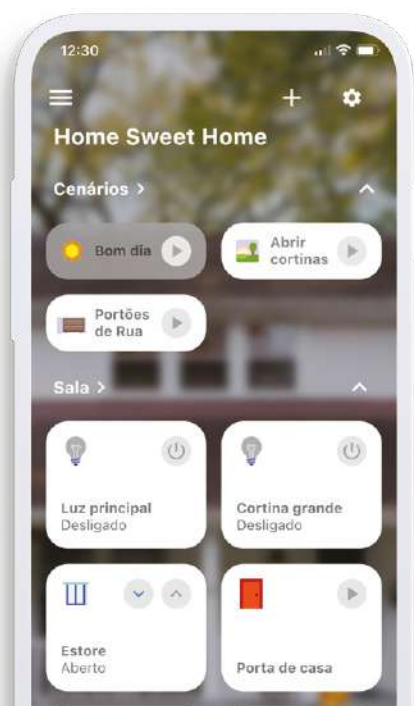 12:30
Home Sweet Home
Cenários >
Bom dia
Abrir
cortinas
Portões
de Rua
Sala >
Luz principal
Desligado
Cortina grande
Desligado
Estore
Aberto
Porta de casa